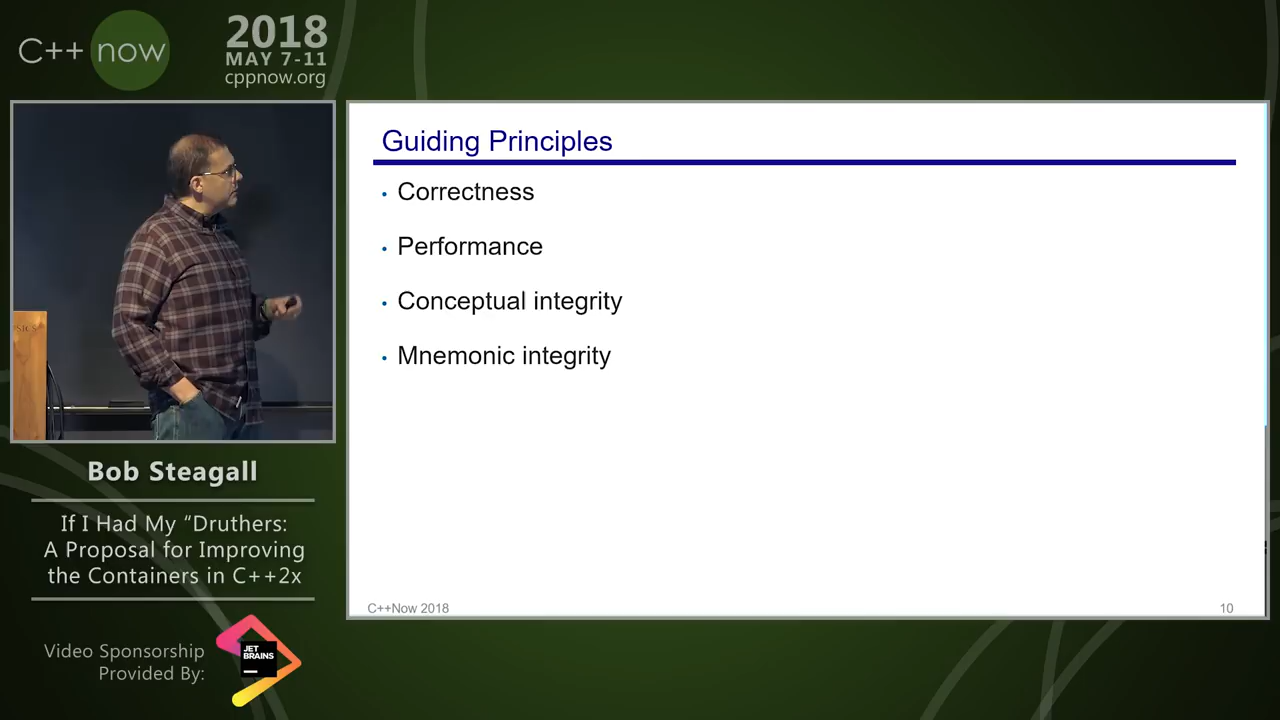 C++ now
2018
MAY 7-11
cppnow.org
Guiding Principles
• Correctness
• Performance
• Conceptual integrity
• Mnemonic integrity
C++Now 2018
10
Bob Steagall
If I Had My “Druthers:
A Proposal for Improving
the Containers in C++2x
Video Sponsorship
Provided By:
JET
BRAINS